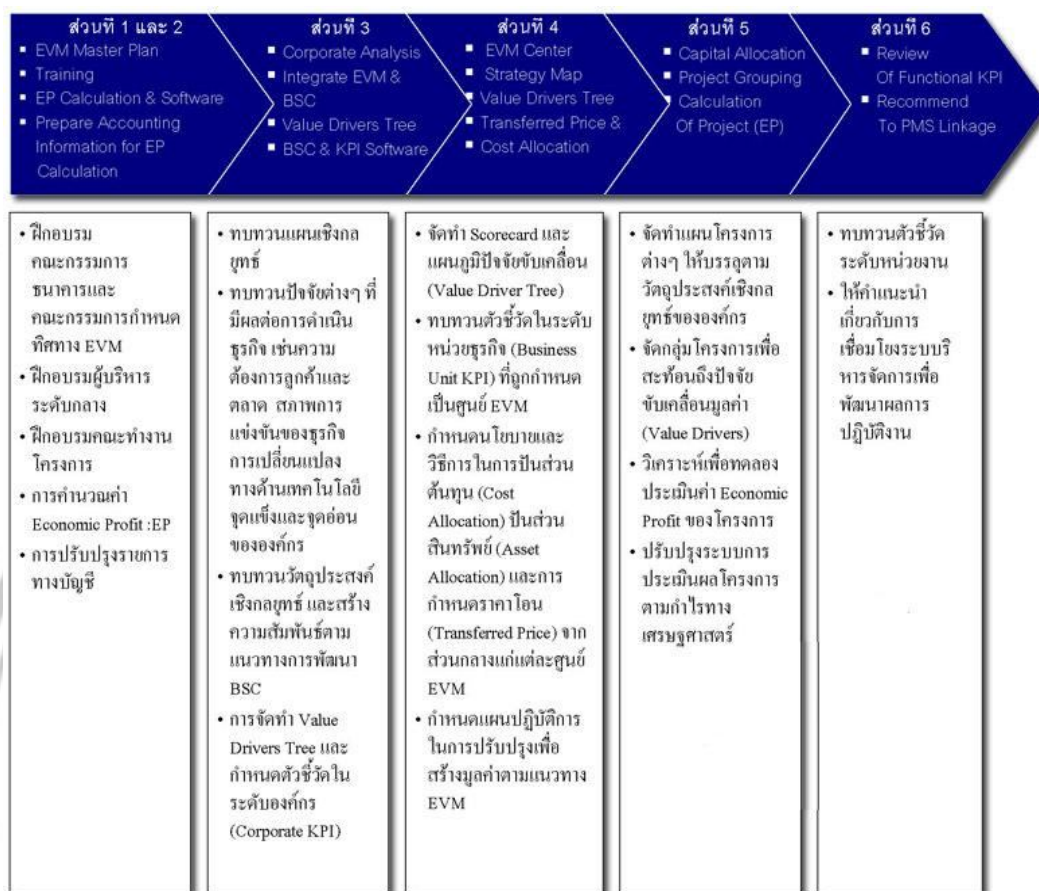 ส่วนที่ 1 และ 2
▪ EVM Master Plan
▪ Training
▪ EP Calculation & Software
▪ Prepare Accounting
Information for EP
Calculation
ส่วนที่ 3
▪ Corporate Analysis
▪ Integrate EVM &
BSC
▪ Value Drivers Tree
▪ BSC & KPI Software
ส่วนที่ 4
▪ EVM Center
▪ Strategy Map
▪ Value Drivers Tree
▪ Transferred Price &
▪ Cost Allocation
ส่วนที่ 5
▪ Capital Allocation
▪ Project Grouping
▪ Calculation
Of Project (EP)
ส่วนที่ 6
▪ Review
Of Functional KPI
▪ Recommend
To PMS Linkage
• ฝึกอบรม
คณะกรรมการ
ธนาคารและ
คณะกรรมการกำหนด
ทิศทาง EVM
• ฝึกอบรมผู้บริหาร
ระดับกลาง
• ฝึกอบรมคณะทำงาน
โครงการ
• การคำนวณค่า
Economic Profit :EP
• การปรับปรุงรายการ
ทางบัญชี
• ทบทวนแผนเชิงกล
ยุทธ์
• ทบทวนปัจจัยต่างๆ ที่
มีผลต่อการดำเนิน
ธุรกิจ เช่นความ
ต้องการลูกค้าและ
ตลาด สภาพการ
แข่งขันของธุรกิจ
การเปลี่ยนแปลง
ทางด้านเทคโนโลยี
จุดแข็งและจุดอ่อน
ขององค์กร
• ทบทวนวัตถุประสงค์
เชิงกลยุทธ์ และสร้าง
ความสัมพันธ์ตาม
แนวทางการพัฒนา
BSC
• การจัดทำ Value
Drivers Tree และ
กำหนดตัวชี้วัดใน
ระดับองค์กร
(Corporate KPI)
• จัดทำ Scorecard และ
แผนภูมิปัจจัยขับเคลื่อน
(Value Driver Tree)
• ทบทวนตัวชี้วัดในระดับ
หน่วยธุรกิจ (Business
Unit KPI) ที่ถูกกำหนด
เป็นศูนย์ EVM
• กำหนดนโยบายและ
วิธีการในการปันส่วน
ต้นทุน (Cost
Allocation) ปันส่วน
สินทรัพย์ (Asset
Allocation) และการ
กำหนดราคาโอน
(Transferred Price) จาก
ส่วนกลางแก่แต่ละศูนย์
EVM
• กำหนดแผนปฏิบัติการ
ในการปรับปรุงเพื่อ
สร้างมูลค่าตามแนวทาง
EVM
• จัดทำแผนโครงการ
ต่างๆ ให้บรรลุตาม
วัตถุประสงค์เชิงกล
ยุทธ์ขององค์กร
• จัดกลุ่มโครงการเพื่อ
สะท้อนถึงปัจจัย
ขับเคลื่อนมูลค่า
(Value Drivers)
• วิเคราะห์เพื่อทดลอง
ประเมินค่า Economic
Profit ของโครงการ
• ปรับปรุงระบบการ
ประเมินผลโครงการ
ตามกำไรทาง
เศรษฐศาสตร์
• ทบทวนตัวชี้วัด
ระดับหน่วยงาน
• ให้คำแนะนำ
เกี่ยวกับการ
เชื่อมโยงระบบบริ
หารจัดการเพื่อ
พัฒนาผลการ
ปฏิบัติงาน